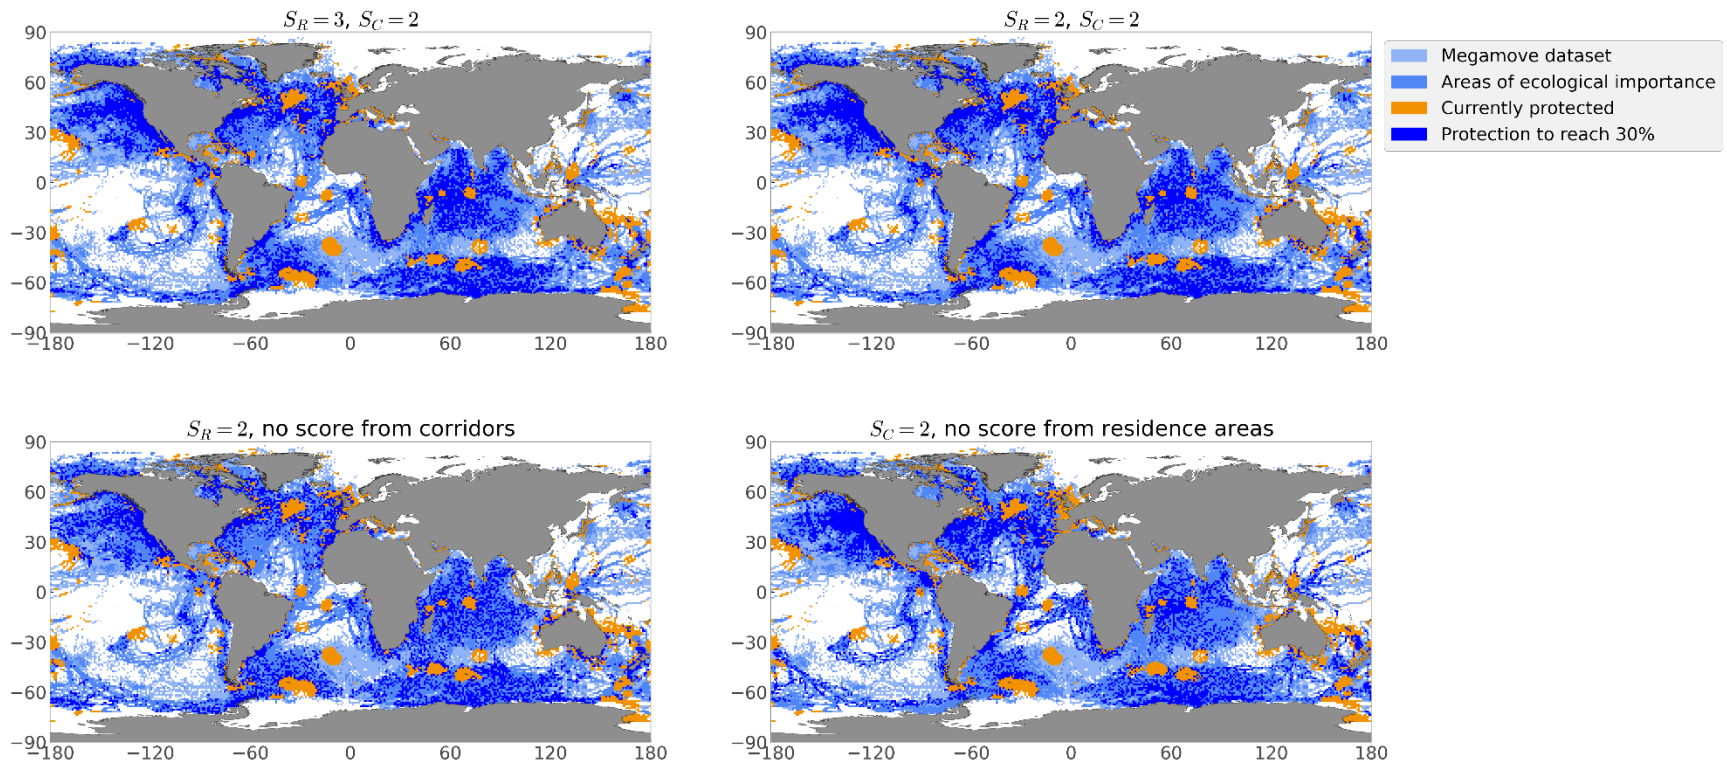 S_R = 3, S_C = 2
90
60
30
0
−30
−60
−90
−180 −120 −60 0 60 120 180
S_R = 2, S_C = 2
90
60
30
0
−30
−60
−90
−180 −120 −60 0 60 120 180
Megamove dataset
Areas of ecological importance
Currently protected
Protection to reach 30%
S_R = 2, no score from corridors
90
60
30
0
−30
−60
−90
−180 −120 −60 0 60 120 180
S_C = 2, no score from residence areas
90
60
30
0
−30
−60
−90
−180 −120 −60 0 60 120 180